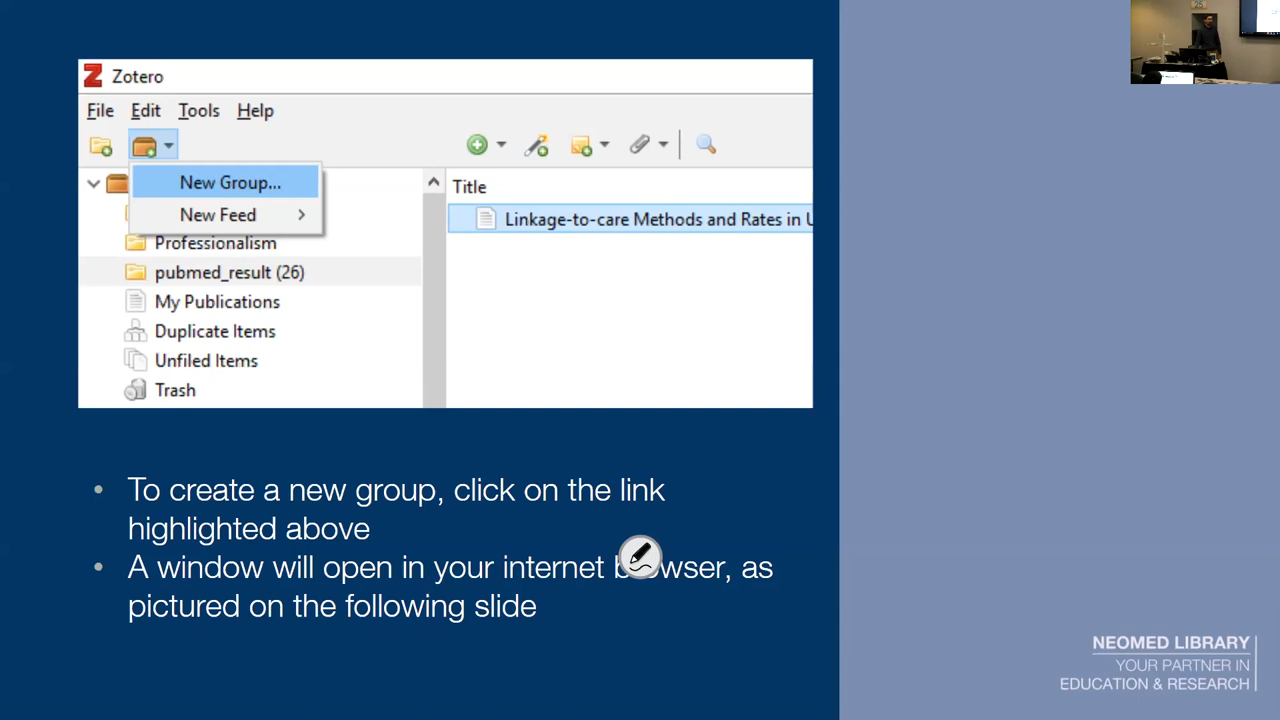 Zotero
File Edit Tools Help
New Group...
New Feed
Professionalism
pubmed_result (26)
My Publications
Duplicate Items
Unfiled Items
Trash
Title
Linkage-to-care Methods and Rates in U
• To create a new group, click on the link
highlighted above
• A window will open in your internet browser, as
pictured on the following slide
NEOMED LIBRARY
YOUR PARTNER IN
EDUCATION & RESEARCH